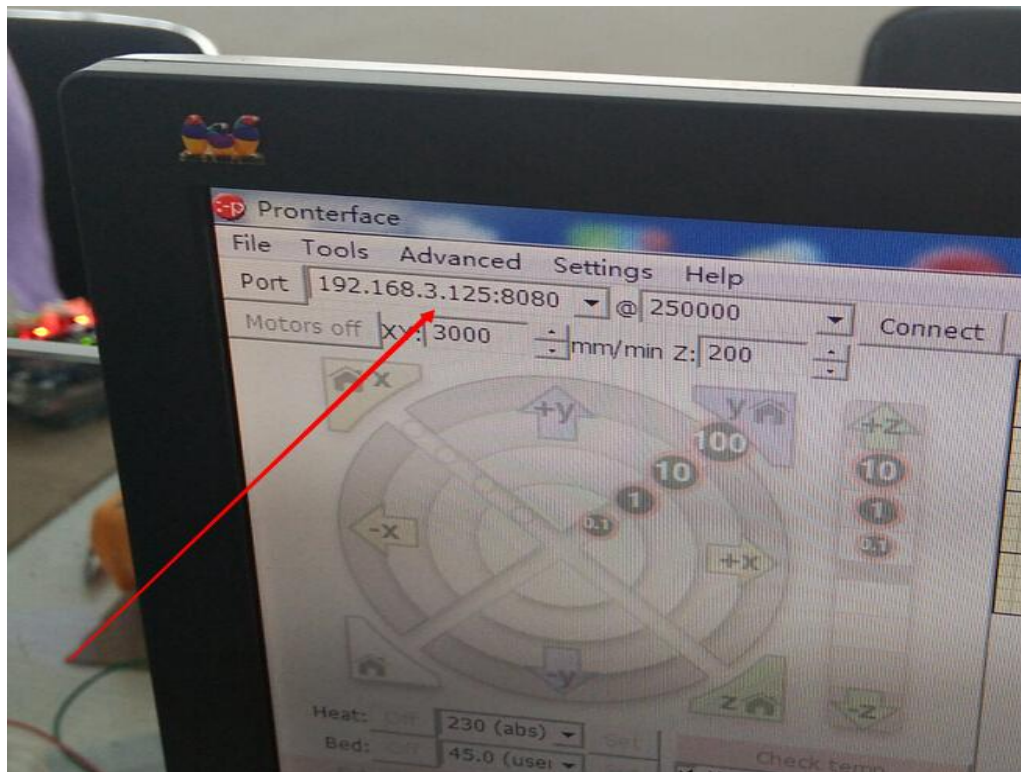 Pronterface
File Tools Advanced Settings Help
Port 192.168.3.125:8080 @ 250000 Connect
Motors off XY: 3000 mm/min Z: 200
X +y y +Z
100 10
10 1
1 0.1
0.1
-X +X
-y Z -Z
Heat: Off 230 (abs) Set
Bed: Off 45.0 (user Check temp